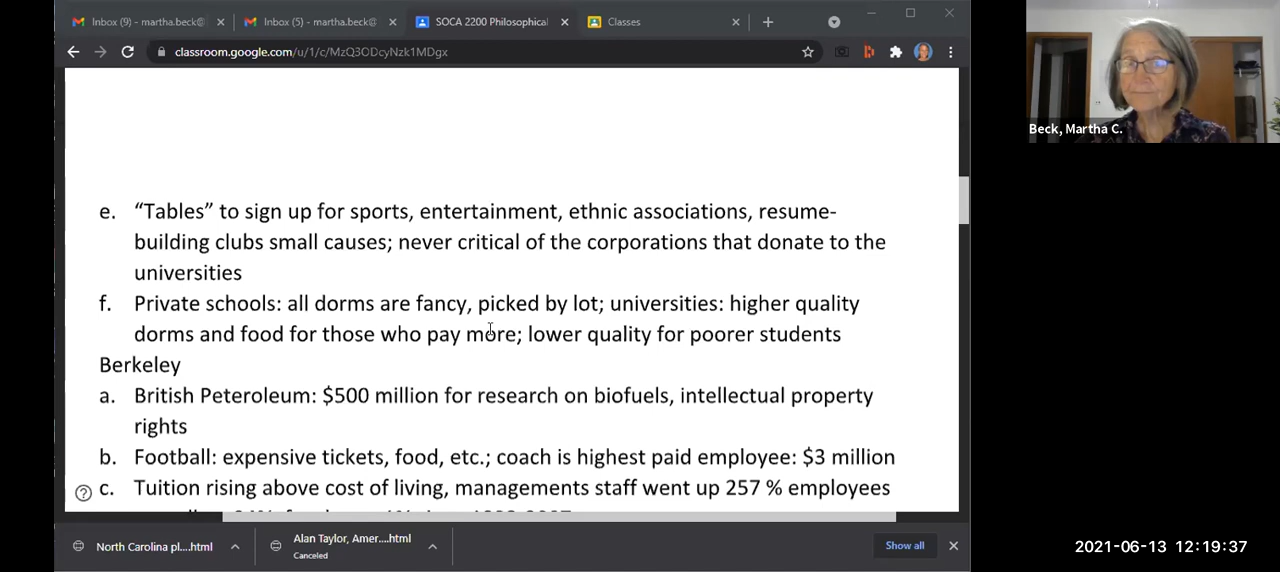 Inbox (9) - martha.beck@
Inbox (5) - martha.beck@
SOCA 2200 Philosophical
Classes
classroom.google.com/u/1/c/MzQ3ODcyNzk1MDgx
Beck, Martha C.
e. “Tables” to sign up for sports, entertainment, ethnic associations, resume-
building clubs small causes; never critical of the corporations that donate to the
universities
f. Private schools: all dorms are fancy, picked by lot; universities: higher quality
dorms and food for those who pay more; lower quality for poorer students
Berkeley
a. British Peteroleum: $500 million for research on biofuels, intellectual property
rights
b. Football: expensive tickets, food, etc.; coach is highest paid employee: $3 million
c. Tuition rising above cost of living, managements staff went up 257 % employees
North Carolina pl....html
Alan Taylor, Amer....html
Canceled
Show all
2021-06-13 12:19:37